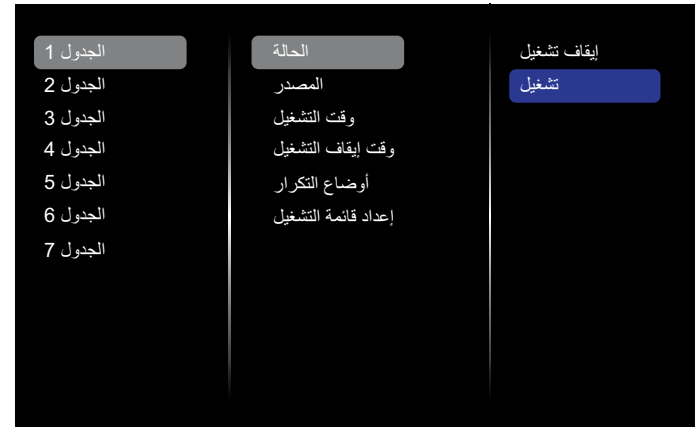 الجدول 1
الجدول 2
الجدول 3
الجدول 4
الجدول 5
الجدول 6
الجدول 7
الحالة
المصدر
وقت التشغيل
وقت إيقاف التشغيل
أوضاع التكرار
إعداد قائمة التشغيل
إيقاف تشغيل
تشغيل